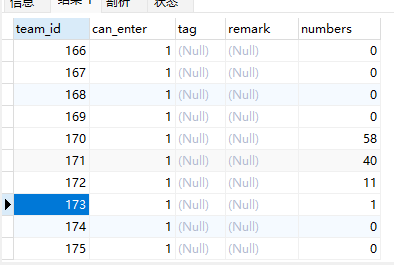 信息 结果 1 剖析 状态
team_id can_enter tag remark numbers
166 1 (Null) (Null) 0
167 1 (Null) (Null) 0
168 1 (Null) (Null) 0
169 1 (Null) (Null) 0
170 1 (Null) (Null) 58
171 1 (Null) (Null) 40
172 1 (Null) (Null) 11
173 1 (Null) (Null) 1
174 1 (Null) (Null) 0
175 1 (Null) (Null) 0